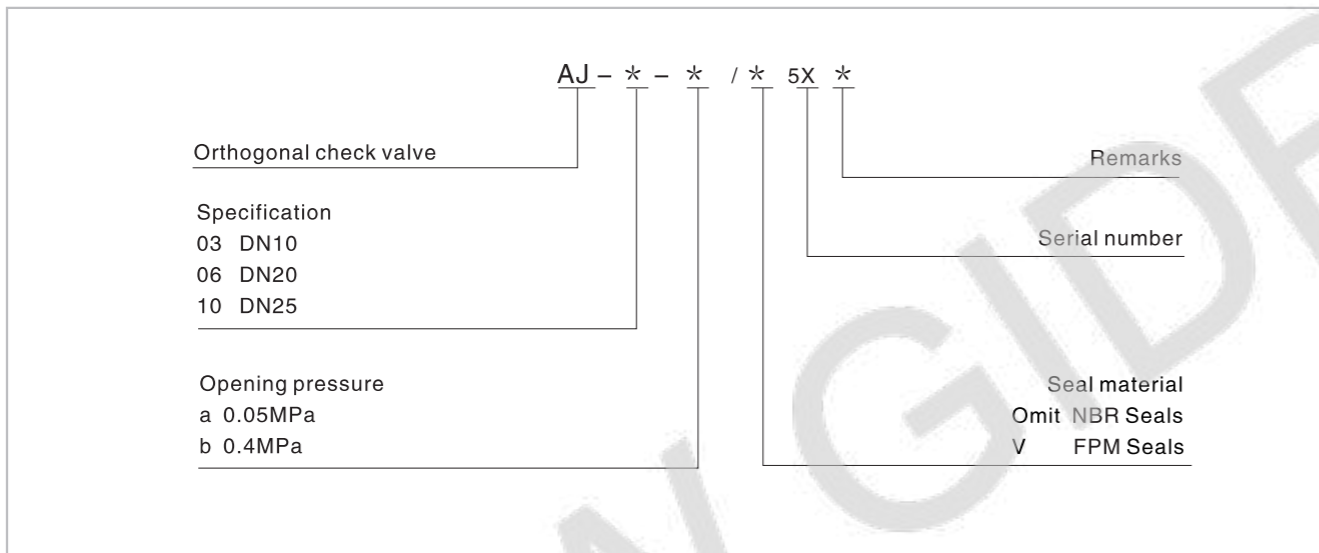 AJ – * – * / * 5X *
Orthogonal check valve
Specification
03 DN10
06 DN20
10 DN25
Opening pressure
a 0.05MPa
b 0.4MPa
Remarks
Serial number
Seal material
Omit NBR Seals
V FPM Seals